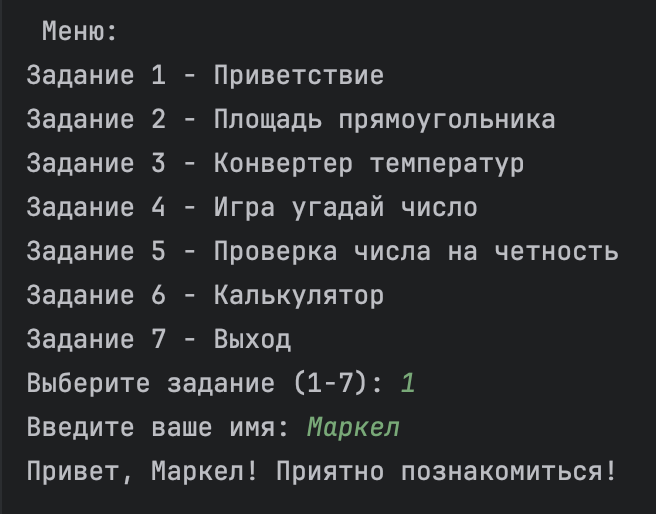 Меню:
Задание 1 - Приветствие
Задание 2 - Площадь прямоугольника
Задание 3 - Конвертер температур
Задание 4 - Игра угадай число
Задание 5 - Проверка числа на четность
Задание 6 - Калькулятор
Задание 7 - Выход
Выберите задание (1-7): 1
Введите ваше имя: Маркел
Привет, Маркел! Приятно познакомиться!